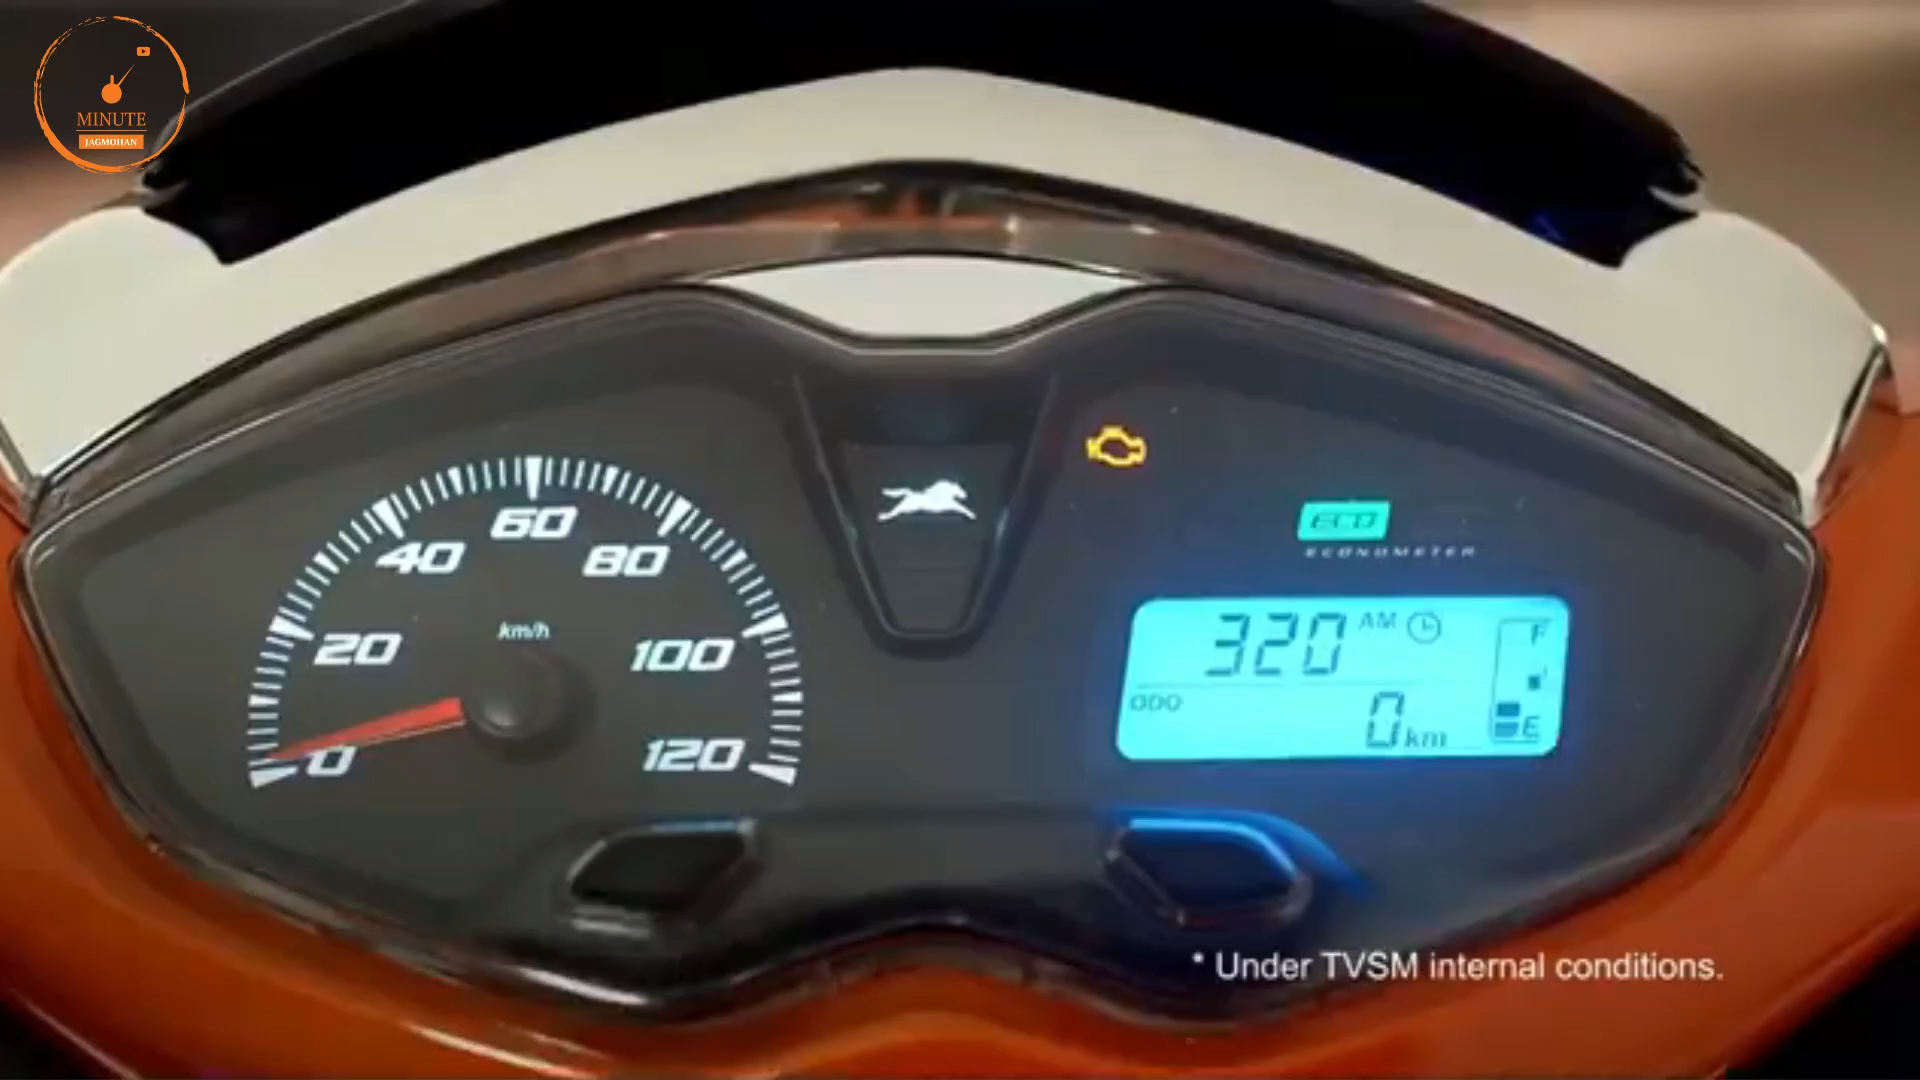 MINUTE
JAGMOHAN
60
40
80
km/h
20
100
0
120
ECO
ECONOMETER
320 AM
F
ODO
0 km
E
* Under TVSM internal conditions.